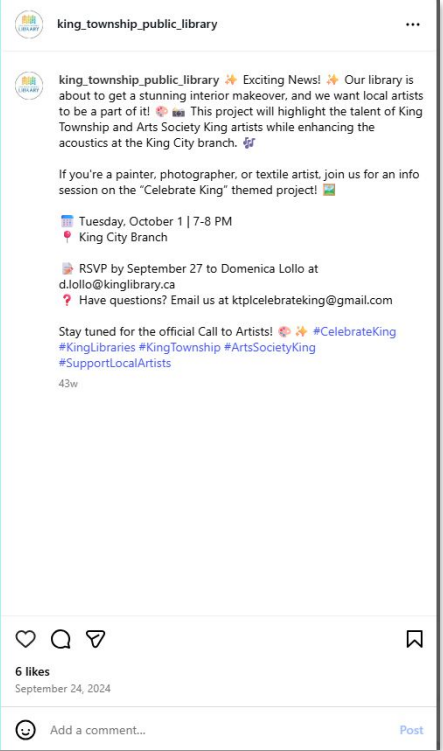 king_township_public_library
king_township_public_library ✨ Exciting News! ✨ Our library is
about to get a stunning interior makeover, and we want local artists
to be a part of it! 🎨 📸 This project will highlight the talent of King
Township and Arts Society King artists while enhancing the
acoustics at the King City branch. 🎶
If you're a painter, photographer, or textile artist, join us for an info
session on the “Celebrate King” themed project! 🖼️
🗓️ Tuesday, October 1 | 7-8 PM
📍 King City Branch
📝 RSVP by September 27 to Domenica Lollo at
d.lollo@kinglibrary.ca
❓ Have questions? Email us at ktplcelebrateking@gmail.com
Stay tuned for the official Call to Artists! 🎨 ✨ #CelebrateKing
#KingLibraries #KingTownship #ArtsSocietyKing
#SupportLocalArtists
43w
6 likes
September 24, 2024
Add a comment...
Post